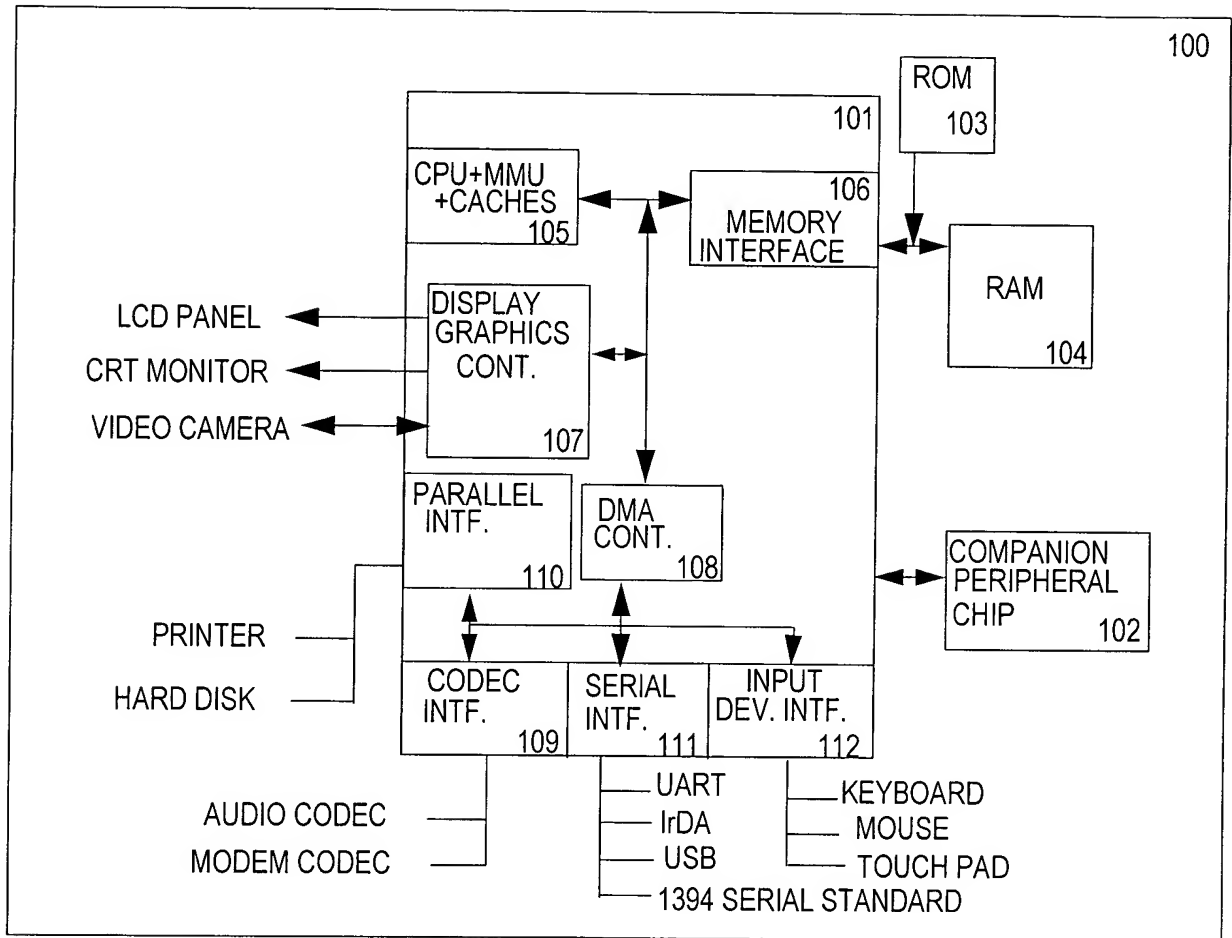 100
ROM
103
101
CPU+MMU
+CACHES
105
106
MEMORY
INTERFACE
RAM
104
LCD PANEL
CRT MONITOR
VIDEO CAMERA
DISPLAY
GRAPHICS
CONT.
107
PARALLEL
INTF.
110
DMA
CONT.
108
COMPANION
PERIPHERAL
CHIP
102
PRINTER
HARD DISK
CODEC
INTF.
109
SERIAL
INTF.
111
INPUT
DEV. INTF.
112
AUDIO CODEC
MODEM CODEC
UART
IrDA
USB
1394 SERIAL STANDARD
KEYBOARD
MOUSE
TOUCH PAD